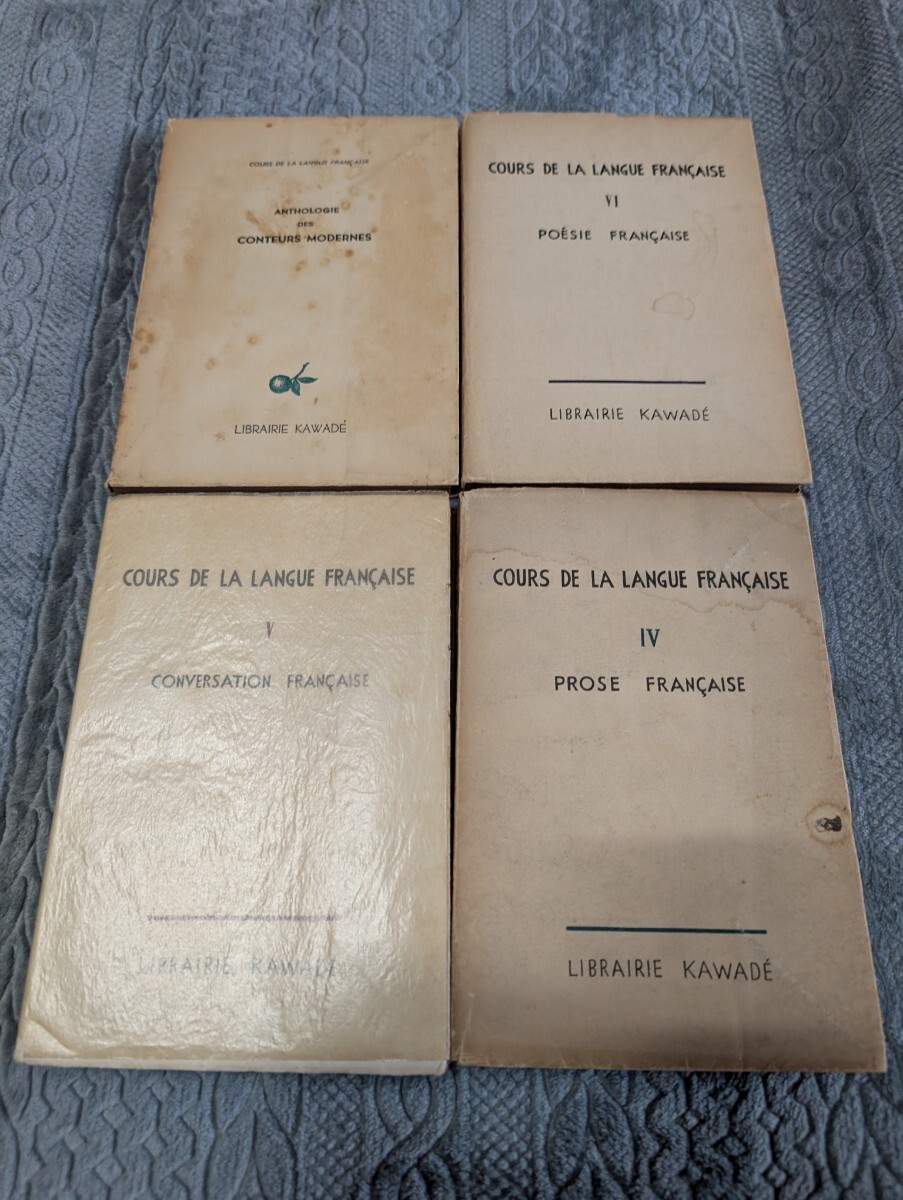 COURS DE LA LANGUE FRANÇAISE
ANTHOLOGIE
DES
CONTEURS MODERNES
LIBRAIRIE KAWADÉ
COURS DE LA LANGUE FRANÇAISE
VI
POÉSIE FRANÇAISE
LIBRAIRIE KAWADÉ
COURS DE LA LANGUE FRANÇAISE
V
CONVERSATION FRANÇAISE
LIBRAIRIE KAWADÉ
COURS DE LA LANGUE FRANÇAISE
IV
PROSE FRANÇAISE
LIBRAIRIE KAWADÉ